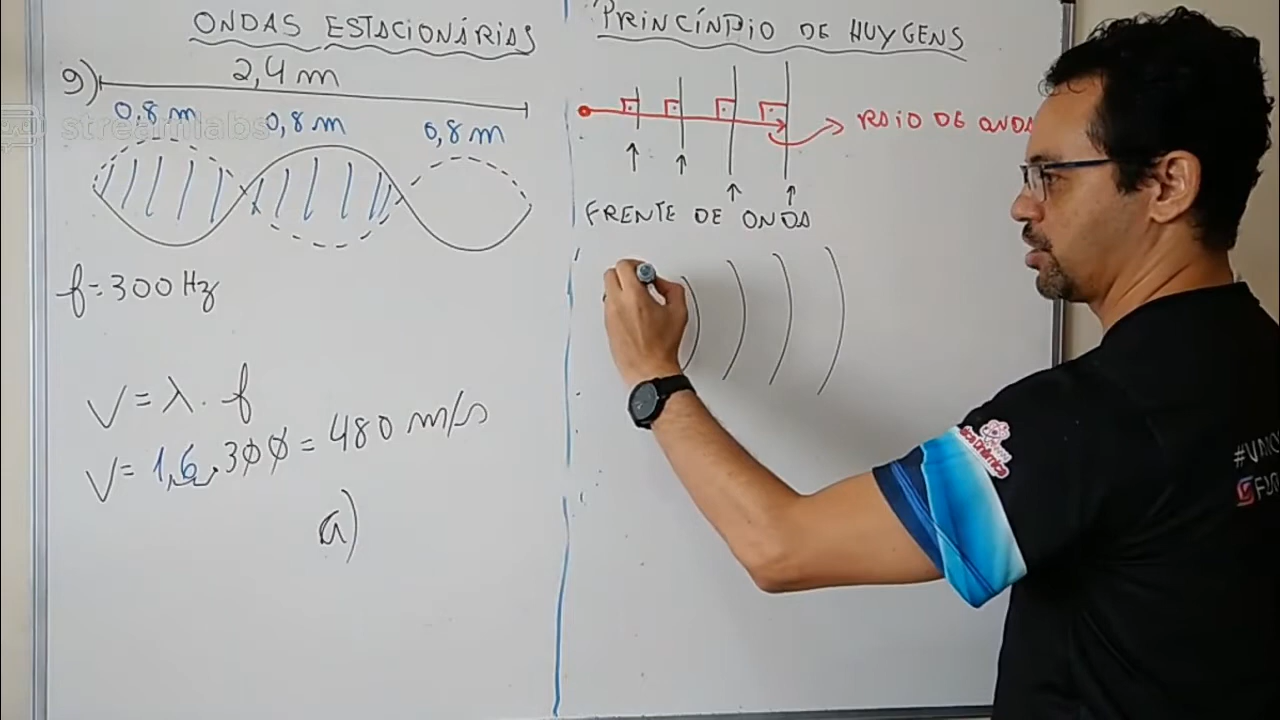 ONDAS ESTACIONÁRIAS
9)
2,4 m
0,8 m
0,8 m
0,8 m
streamlabs
f=300 Hz
V=λ.f
V=1,6.300=480 m/s
a)
PRINCÍNPIO DE HUYGENS
RAIO DE ONDA
FRENTE DE ONDA